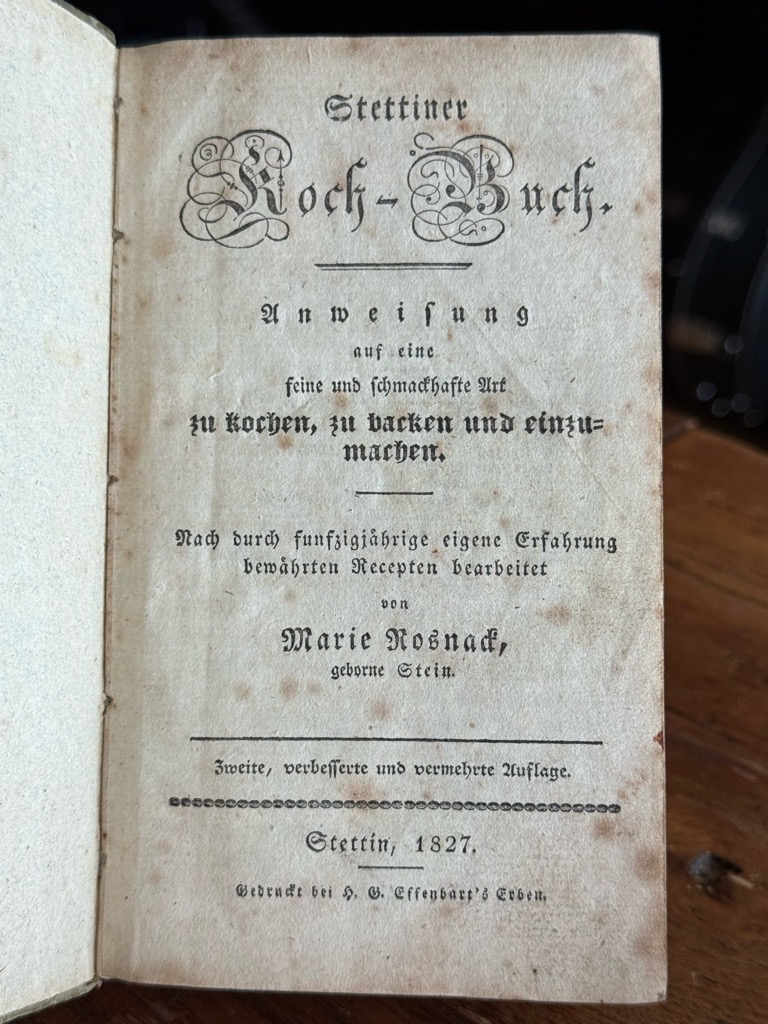 Stettiner
Koch-Buch.
Anweisung
auf eine
feine und schmackhafte Art
zu kochen, zu backen und einzu=
machen.
Nach durch funfzigjährige eigene Erfahrung
bewährten Recepten bearbeitet
von
Marie Rosnack,
geborne Stein.
Zweite, verbesserte und vermehrte Auflage.
Stettin, 1827.
Gedruckt bei H. G. Effenbart's Erben.